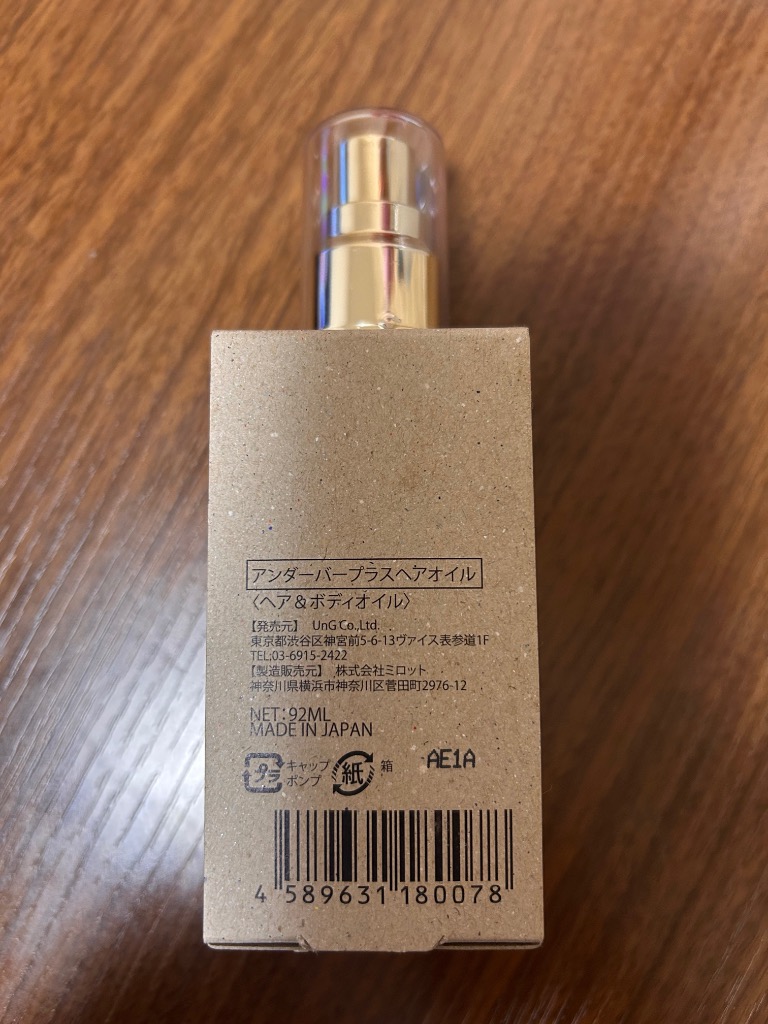 アンダーバープラスヘアオイル
〈ヘア&ボディオイル〉
【発売元】 UnG Co.,Ltd.
東京都渋谷区神宮前5-6-13ヴァイス表参道1F
TEL;03-6915-2422
【製造販売元】 株式会社ミロット
神奈川県横浜市神奈川区菅田町2976-12
NET:92ML
MADE IN JAPAN
プラ キャップ ポンプ 紙 箱 AE1A
4 589631 180078